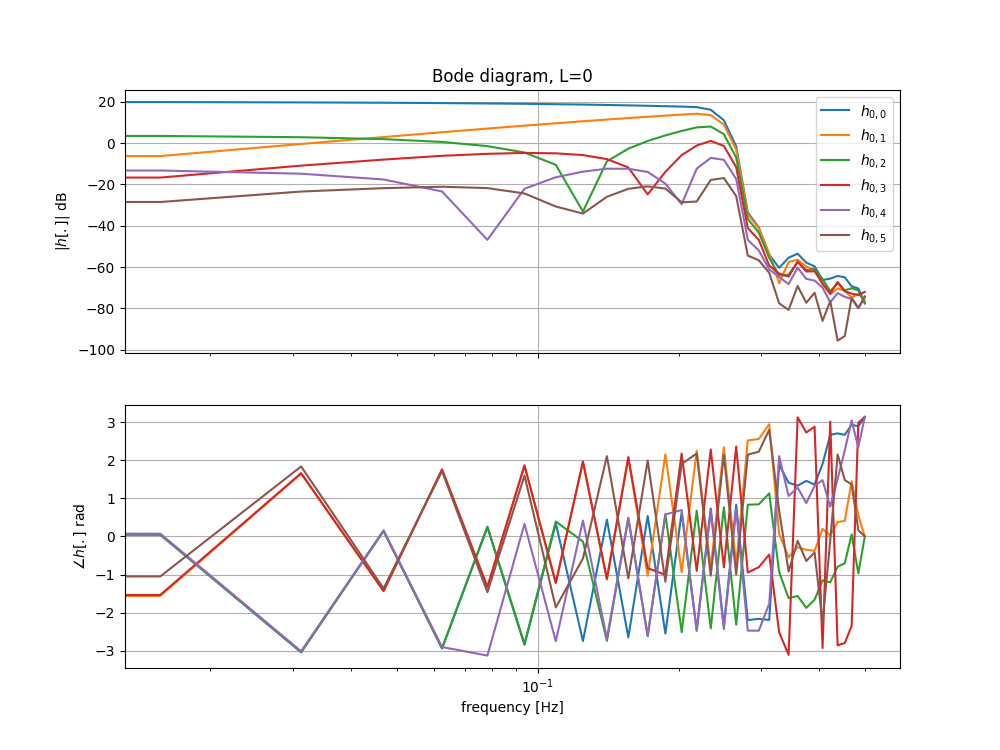 Bode diagram, L=0
|h[.]| dB
20
0
−20
−40
−60
−80
−100
h0,0
h0,1
h0,2
h0,3
h0,4
h0,5
∠h[.] rad
3
2
1
0
−1
−2
−3
10⁻¹
frequency [Hz]